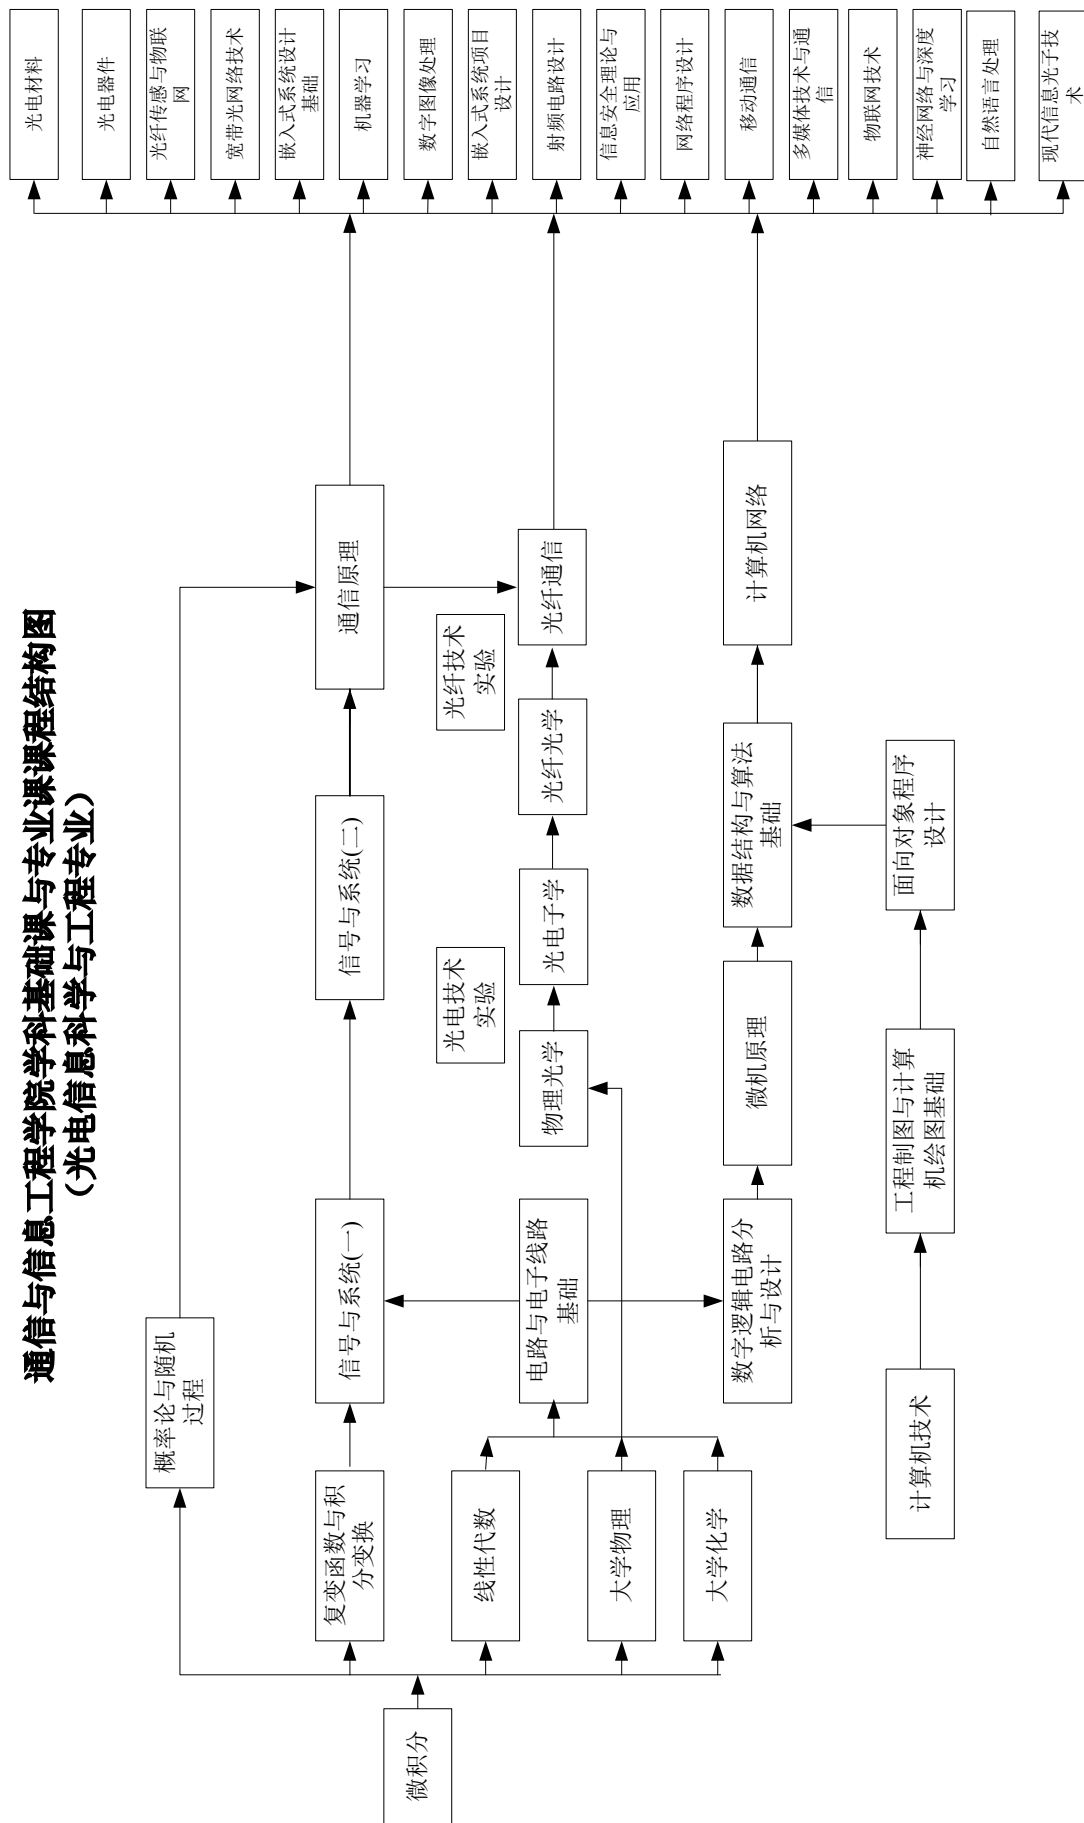 通信与信息工程学院学科基础课与专业课课程结构图
（光电信息科学与工程专业）
微积分
概率论与随机
过程
复变函数与积
分变换
线性代数
大学物理
大学化学
计算机技术
信号与系统(一)
电路与电子线路
基础
数字逻辑电路分
析与设计
工程制图与计算
机绘图基础
物理光学
微机原理
光电技术
实验
信号与系统(二)
光电子学
数据结构与算法
基础
面向对象程序
设计
光纤光学
光纤技术
实验
通信原理
光纤通信
计算机网络
光电材料
光电器件
光纤传感与物联
网
宽带光网络技术
嵌入式系统设计
基础
机器学习
数字图像处理
嵌入式系统项目
设计
射频电路设计
信息安全理论与
应用
网络程序设计
移动通信
多媒体技术与通
信
物联网技术
神经网络与深度
学习
自然语言处理
现代信息光子技
术